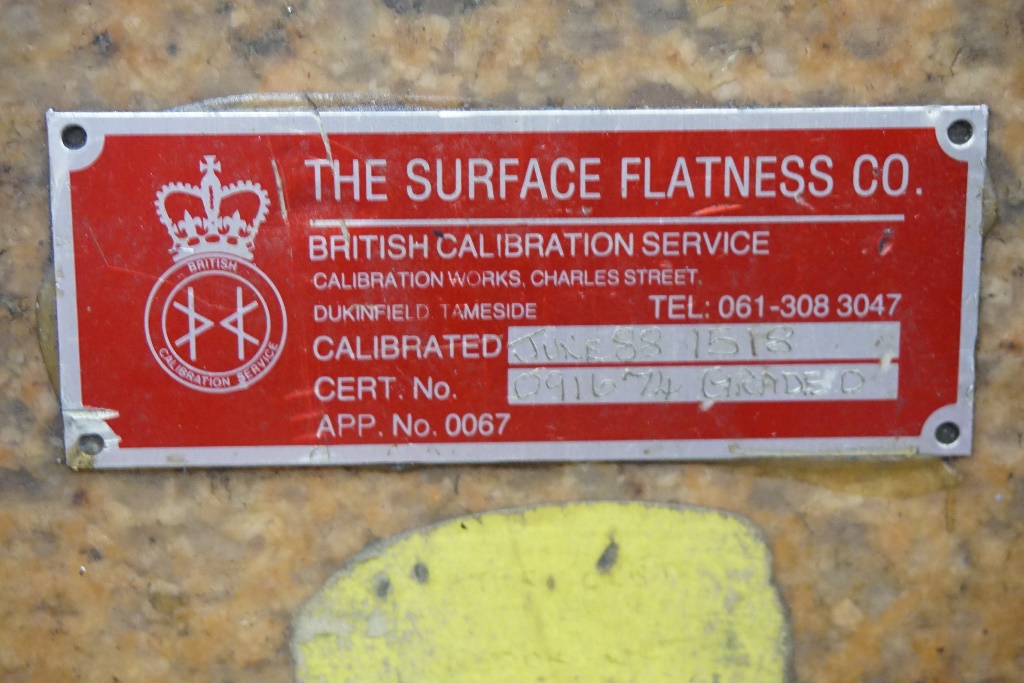 THE SURFACE FLATNESS CO.
BRITISH CALIBRATION SERVICE
CALIBRATION WORKS, CHARLES STREET,
DUKINFIELD TAMESIDE TEL: 061-308 3047
CALIBRATED JUNE 88 1518
CERT. No. 091674 GRADE O
APP. No. 0067
BRITISH
CALIBRATION SERVICE